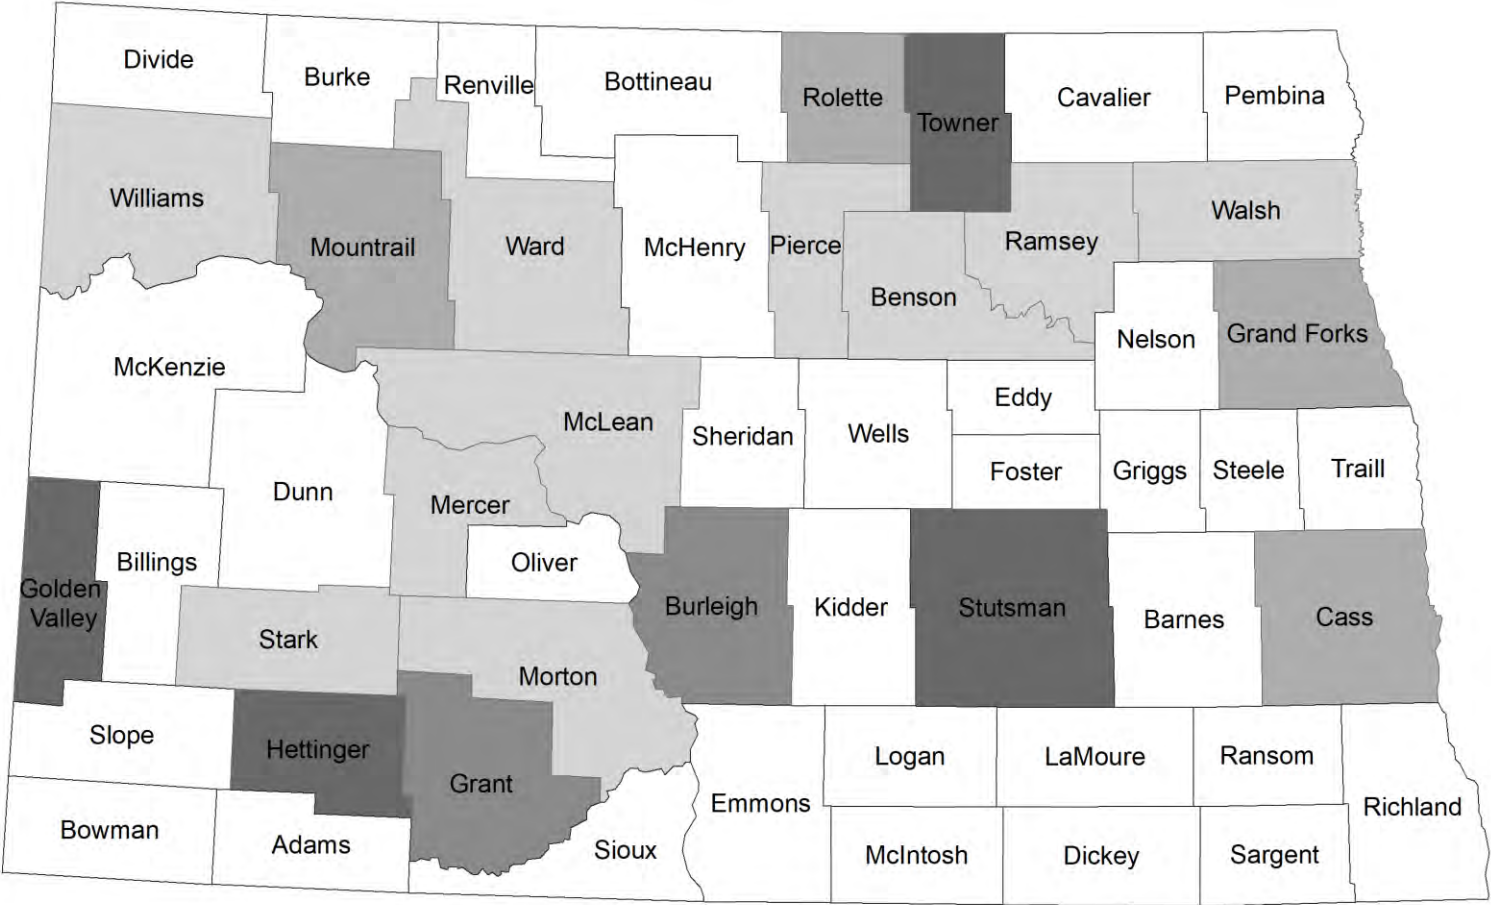 Divide
Burke
Renville
Bottineau
Rolette
Towner
Cavalier
Pembina
Williams
Mountrail
Ward
McHenry
Pierce
Benson
Ramsey
Walsh
McKenzie
Nelson
Grand Forks
McLean
Sheridan
Wells
Eddy
Foster
Griggs
Steele
Traill
Dunn
Mercer
Oliver
Golden
Valley
Billings
Stark
Morton
Burleigh
Kidder
Stutsman
Barnes
Cass
Slope
Hettinger
Grant
Emmons
Logan
LaMoure
Ransom
Richland
Bowman
Adams
Sioux
McIntosh
Dickey
Sargent